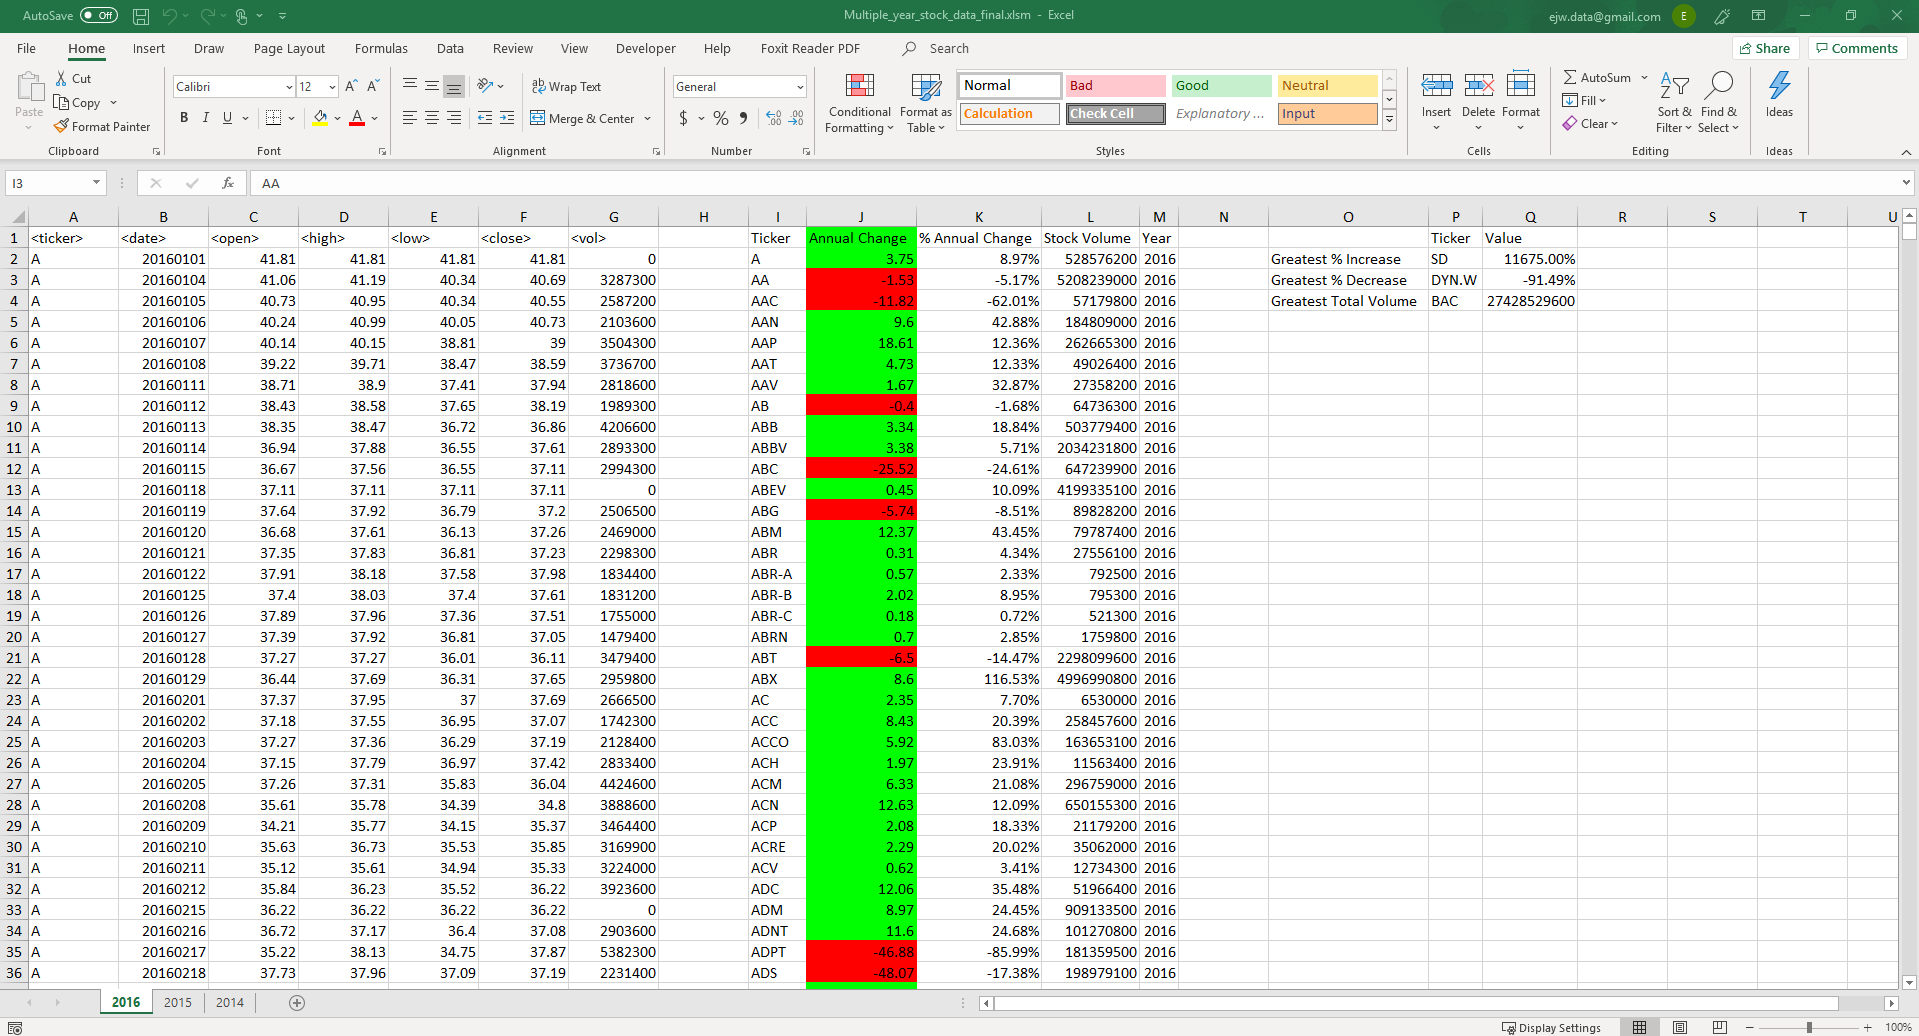 AutoSave Off Multiple_year_stock_data_final.xlsm - Excel ejw.data@gmail.com E
File Home Insert Draw Page Layout Formulas Data Review View Developer Help Foxit Reader PDF Search Share Comments
Paste Cut Copy Format Painter
Calibri 12 A A B I U A
Wrap Text Merge & Center
General $ % 9 .00 .00
Conditional Formatting Format as Table
Normal Bad Good Neutral
Calculation Check Cell Explanatory ... Input
Insert Delete Format
AutoSum Fill Clear Sort & Filter Find & Select Ideas
Clipboard Font Alignment Number Styles Cells Editing Ideas
I3 fx AA
A B C D E F G H I J K L M N O P Q R S T U
1 <ticker> <date> <open> <high> <low> <close> <vol> Ticker Annual Change % Annual Change Stock Volume Year Ticker Value
2 A 20160101 41.81 41.81 41.81 41.81 0 A 3.75 8.97% 528576200 2016 Greatest % Increase SD 11675.00%
3 A 20160104 41.06 41.19 40.34 40.69 3287300 AA -1.53 -5.17% 5208239000 2016 Greatest % Decrease DYN.W -91.49%
4 A 20160105 40.73 40.95 40.34 40.55 2587200 AAC -11.82 -62.01% 57179800 2016 Greatest Total Volume BAC 27428529600
5 A 20160106 40.24 40.99 40.05 40.73 2103600 AAN 9.6 42.88% 184809000 2016
6 A 20160107 40.14 40.15 38.81 39 3504300 AAP 18.61 12.36% 262665300 2016
7 A 20160108 39.22 39.71 38.47 38.59 3736700 AAT 4.73 12.33% 49026400 2016
8 A 20160111 38.71 38.9 37.41 37.94 2818600 AAV 1.67 32.87% 27358200 2016
9 A 20160112 38.43 38.58 37.65 38.19 1989300 AB -0.4 -1.68% 64736300 2016
10 A 20160113 38.35 38.47 36.72 36.86 4206600 ABB 3.34 18.84% 503779400 2016
11 A 20160114 36.94 37.88 36.55 37.61 2893300 ABBV 3.38 5.71% 2034231800 2016
12 A 20160115 36.67 37.56 36.55 37.11 2994300 ABC -25.52 -24.61% 647239900 2016
13 A 20160118 37.11 37.11 37.11 37.11 0 ABEV 0.45 10.09% 4199335100 2016
14 A 20160119 37.64 37.92 36.79 37.2 2506500 ABG -5.74 -8.51% 89828200 2016
15 A 20160120 36.68 37.61 36.13 37.26 2469000 ABM 12.37 43.45% 79787400 2016
16 A 20160121 37.35 37.83 36.81 37.23 2298300 ABR 0.31 4.34% 27556100 2016
17 A 20160122 37.91 38.18 37.58 37.98 1834400 ABR-A 0.57 2.33% 792500 2016
18 A 20160125 37.4 38.03 37.4 37.61 1831200 ABR-B 2.02 8.95% 795300 2016
19 A 20160126 37.89 37.96 37.36 37.51 1755000 ABR-C 0.18 0.72% 521300 2016
20 A 20160127 37.39 37.92 36.81 37.05 1479400 ABRN 0.7 2.85% 1759800 2016
21 A 20160128 37.27 37.27 36.01 36.11 3479400 ABT -6.5 -14.47% 2298099600 2016
22 A 20160129 36.44 37.69 36.31 37.65 2959800 ABX 8.6 116.53% 4996990800 2016
23 A 20160201 37.37 37.95 37 37.69 2666500 AC 2.35 7.70% 6530000 2016
24 A 20160202 37.18 37.55 36.95 37.07 1742300 ACC 8.43 20.39% 258457600 2016
25 A 20160203 37.27 37.36 36.29 37.19 2128400 ACCO 5.92 83.03% 163653100 2016
26 A 20160204 37.15 37.79 36.97 37.42 2833400 ACH 1.97 23.91% 11563400 2016
27 A 20160205 37.26 37.31 35.83 36.04 4424600 ACM 6.33 21.08% 296759000 2016
28 A 20160208 35.61 35.78 34.39 34.8 3888600 ACN 12.63 12.09% 650155300 2016
29 A 20160209 34.21 35.77 34.15 35.37 3464400 ACP 2.08 18.33% 21179200 2016
30 A 20160210 35.63 36.73 35.53 35.85 3169900 ACRE 2.29 20.02% 35062000 2016
31 A 20160211 35.12 35.61 34.94 35.33 3224000 ACV 0.62 3.41% 12734300 2016
32 A 20160212 35.84 36.23 35.52 36.22 3923600 ADC 12.06 35.48% 51966400 2016
33 A 20160215 36.22 36.22 36.22 36.22 0 ADM 8.97 24.45% 909133500 2016
34 A 20160216 36.72 37.17 36.4 37.08 2903600 ADNT 11.6 24.68% 101270800 2016
35 A 20160217 35.22 38.13 34.75 37.87 5382300 ADPT -46.88 -85.99% 181359500 2016
36 A 20160218 37.73 37.96 37.09 37.19 2231400 ADS -48.07 -17.38% 198979100 2016
2016 2015 2014
Display Settings 100%